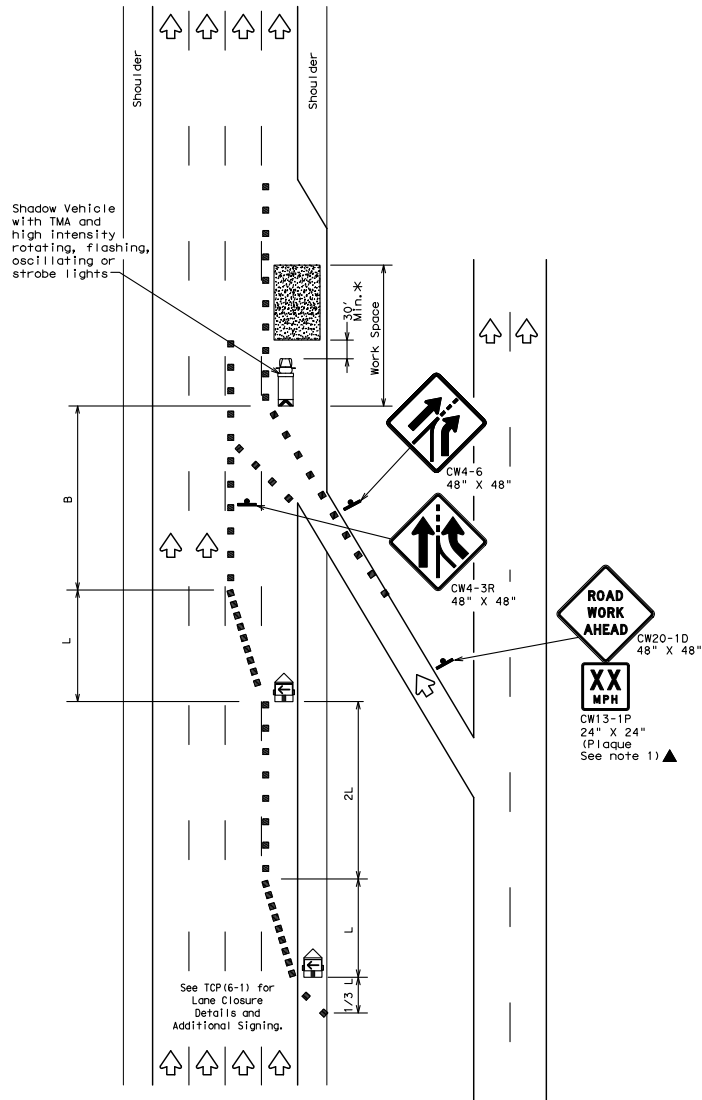 Shoulder
Shoulder
Shadow Vehicle
with TMA and
high intensity
rotating, flashing,
oscillating or
strobe lights
30'
Min.*
Work Space
CW4-6
48" X 48"
B
CW4-3R
48" X 48"
ROAD
WORK
AHEAD
CW20-1D
48" X 48"
XX
MPH
CW13-1P
24" X 24"
(Plaque
See note 1)▲
L
2L
L
1/3 L
See TCP(6-1) for
Lane Closure
Details and
Additional Signing.